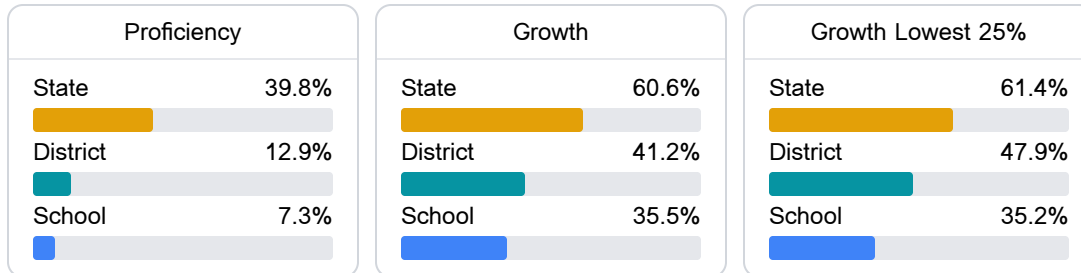 Proficiency
State 39.8%
District 12.9%
School 7.3%
Growth
State 60.6%
District 41.2%
School 35.5%
Growth Lowest 25%
State 61.4%
District 47.9%
School 35.2%